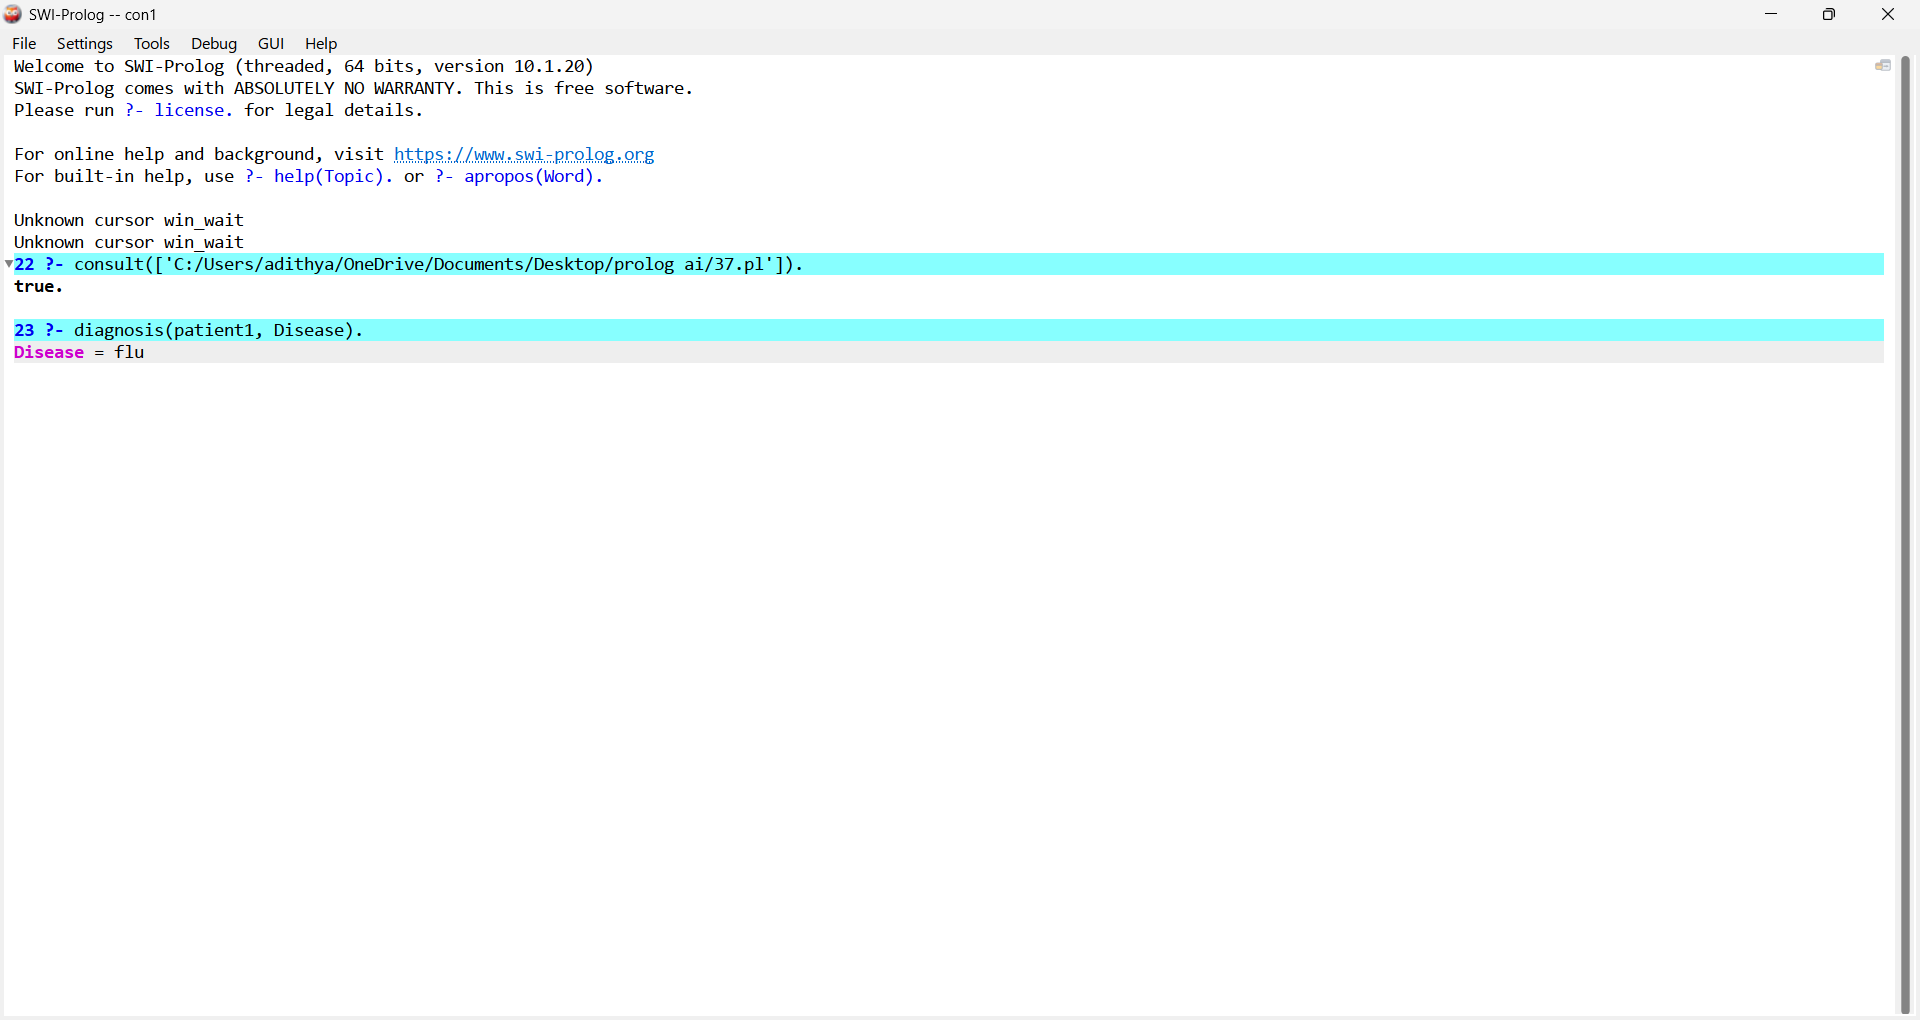 SWI-Prolog -- con1
File Settings Tools Debug GUI Help
Welcome to SWI-Prolog (threaded, 64 bits, version 10.1.20)
SWI-Prolog comes with ABSOLUTELY NO WARRANTY. This is free software.
Please run ?- license. for legal details.
For online help and background, visit https://www.swi-prolog.org
For built-in help, use ?- help(Topic). or ?- apropos(Word).
Unknown cursor win_wait
Unknown cursor win_wait
22 ?- consult(['C:/Users/adithya/OneDrive/Documents/Desktop/prolog ai/37.pl']).
true.
23 ?- diagnosis(patient1, Disease).
Disease = flu